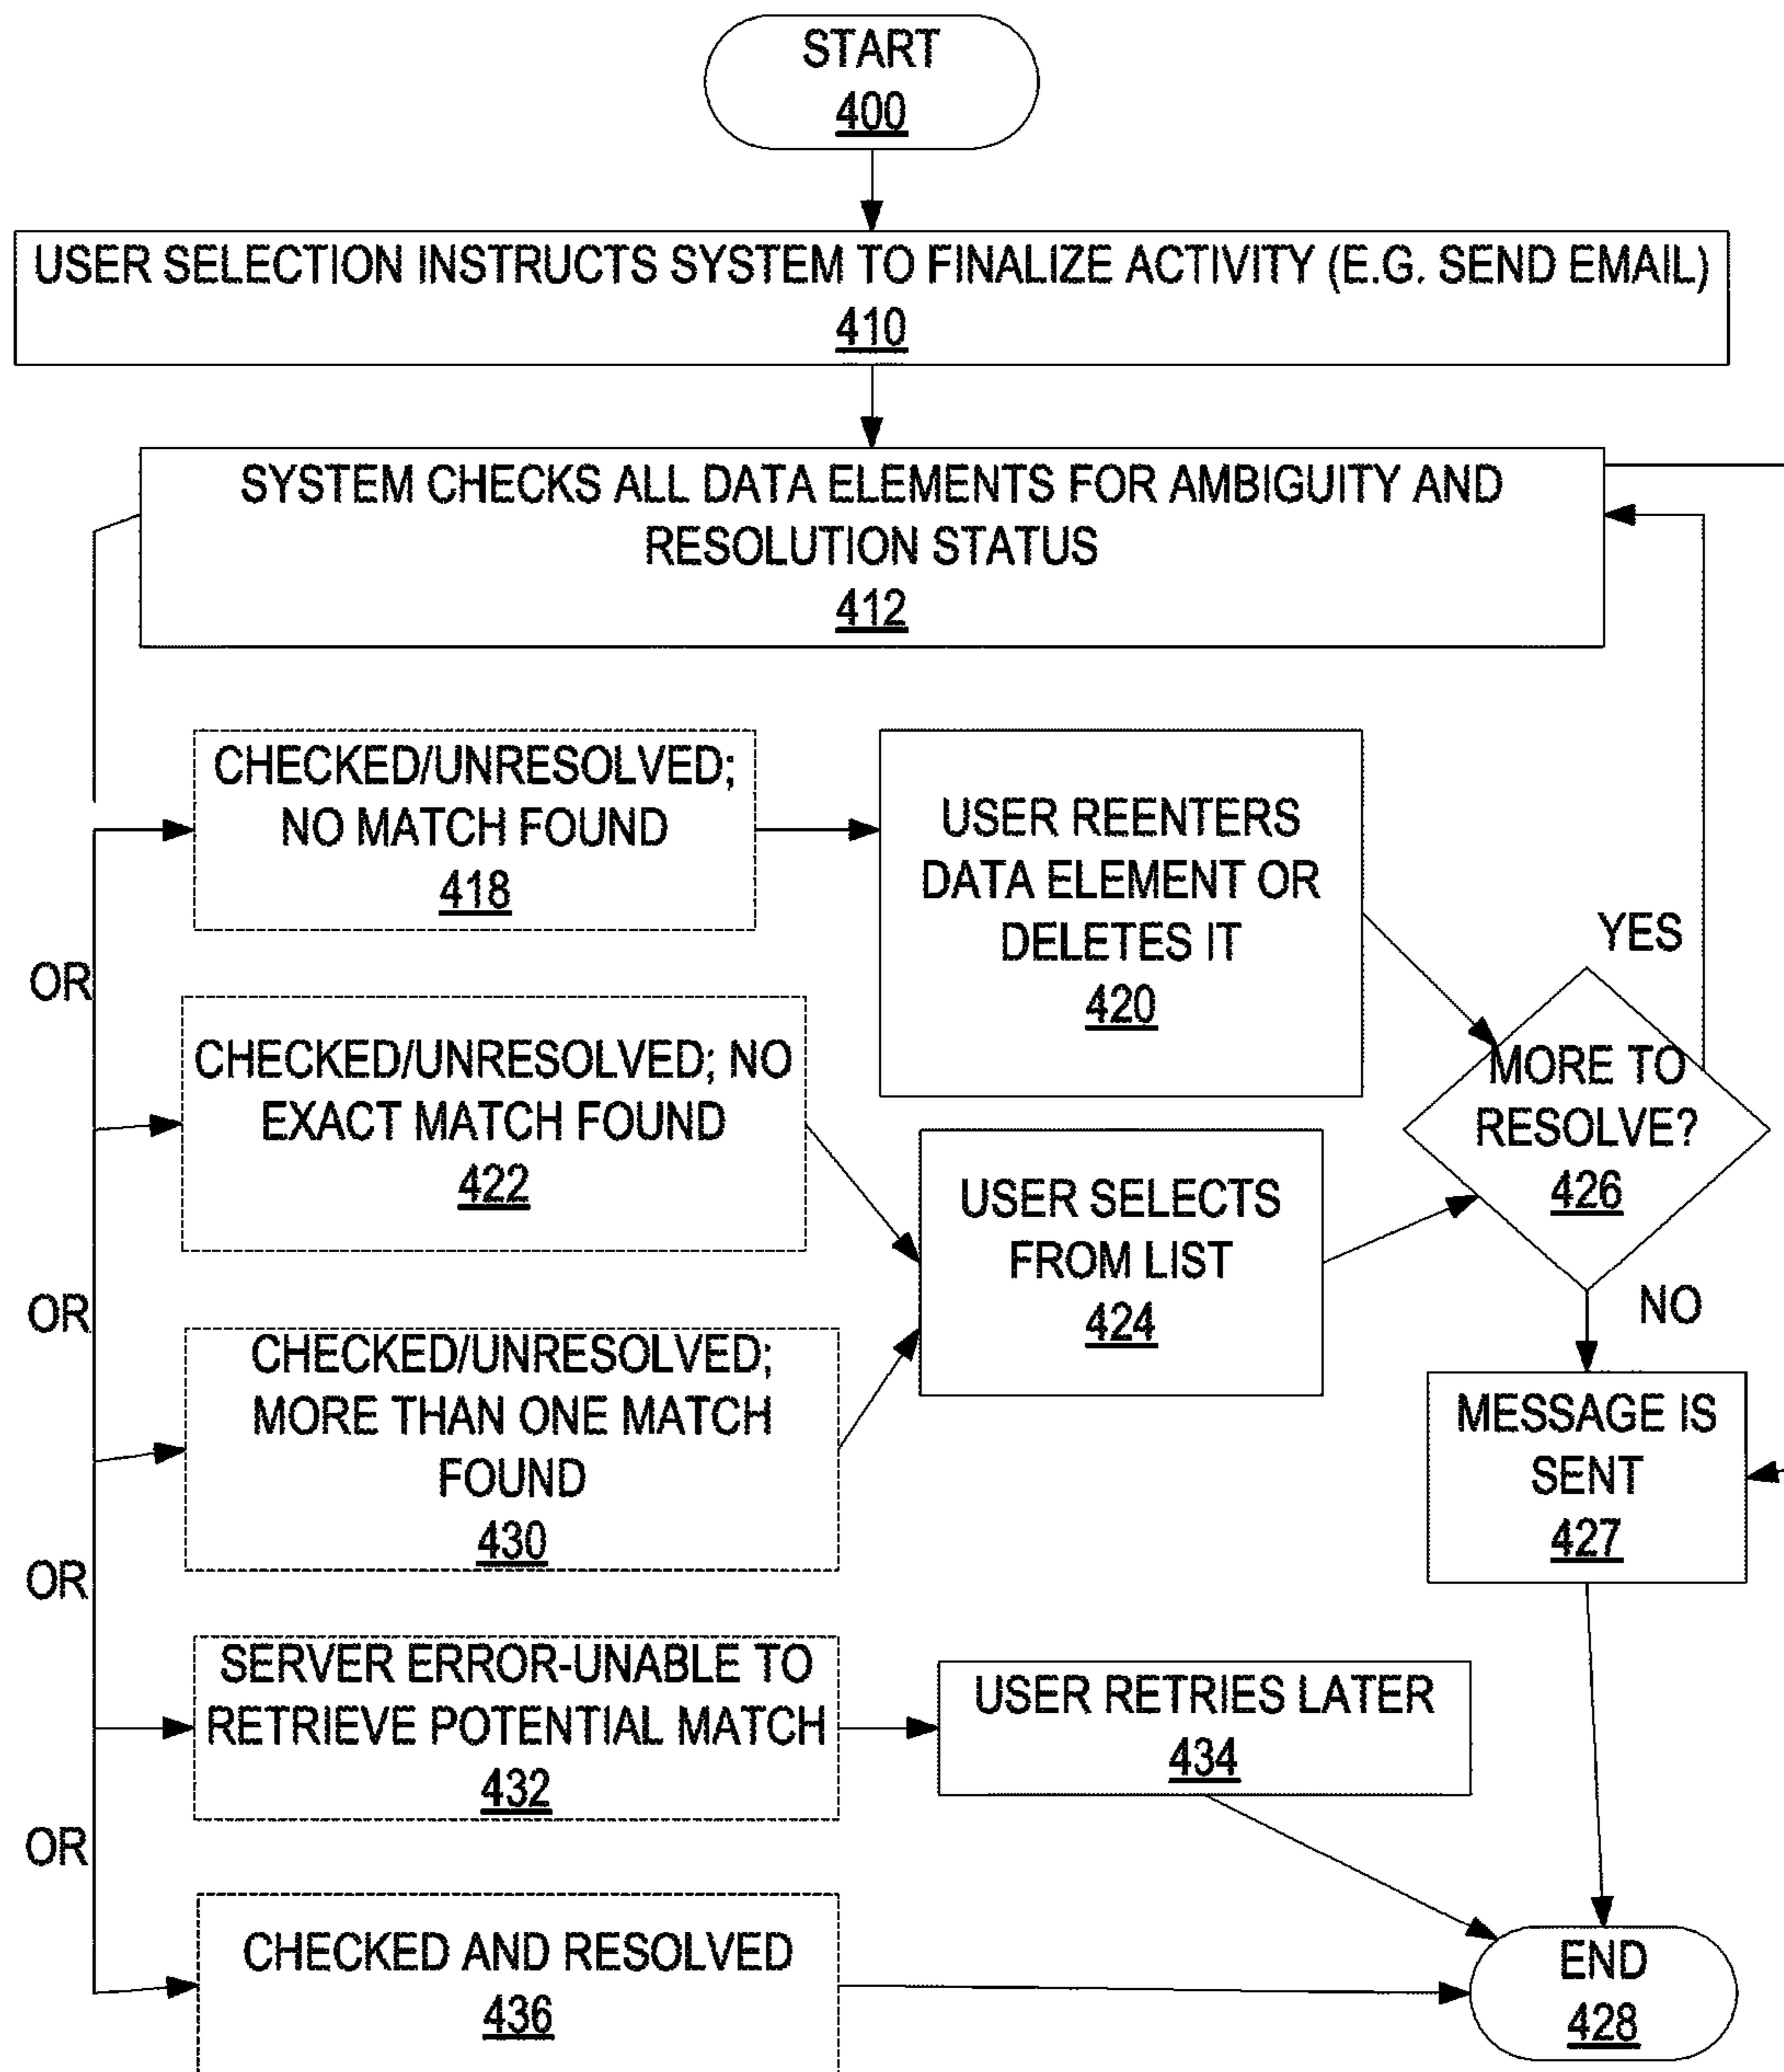 START
400
USER SELECTION INSTRUCTS SYSTEM TO FINALIZE ACTIVITY (E.G. SEND EMAIL)
410
SYSTEM CHECKS ALL DATA ELEMENTS FOR AMBIGUITY AND
RESOLUTION STATUS
412
CHECKED/UNRESOLVED;
NO MATCH FOUND
418
USER REENTERS
DATA ELEMENT OR
DELETES IT
420
YES
OR
CHECKED/UNRESOLVED; NO
EXACT MATCH FOUND
422
MORE TO
RESOLVE?
426
USER SELECTS
FROM LIST
424
NO
OR
CHECKED/UNRESOLVED;
MORE THAN ONE MATCH
FOUND
430
MESSAGE IS
SENT
427
OR
SERVER ERROR-UNABLE TO
RETRIEVE POTENTIAL MATCH
432
USER RETRIES LATER
434
OR
CHECKED AND RESOLVED
436
END
428